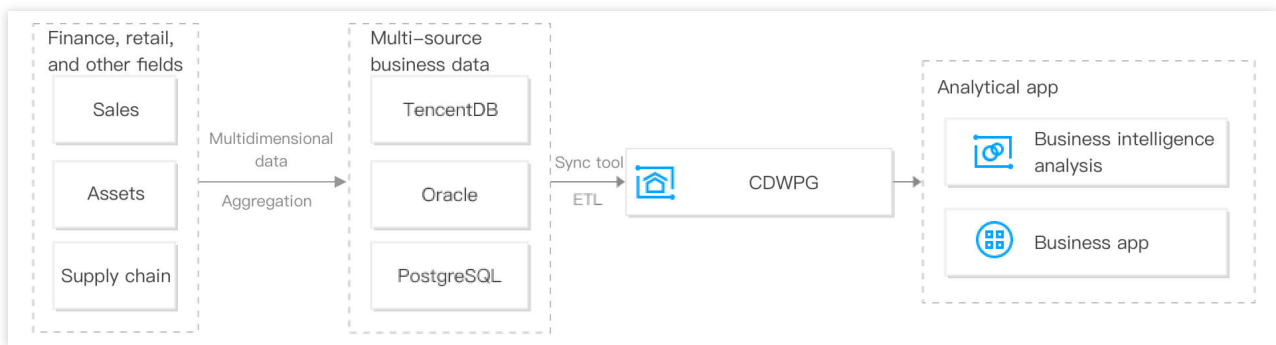 Finance, retail,
and other fields
Sales
Assets
Supply chain
Multidimensional
data
Aggregation
Multi-source
business data
TencentDB
Oracle
PostgreSQL
Sync tool
ETL
CDWPG
Analytical app
Business intelligence
analysis
Business app